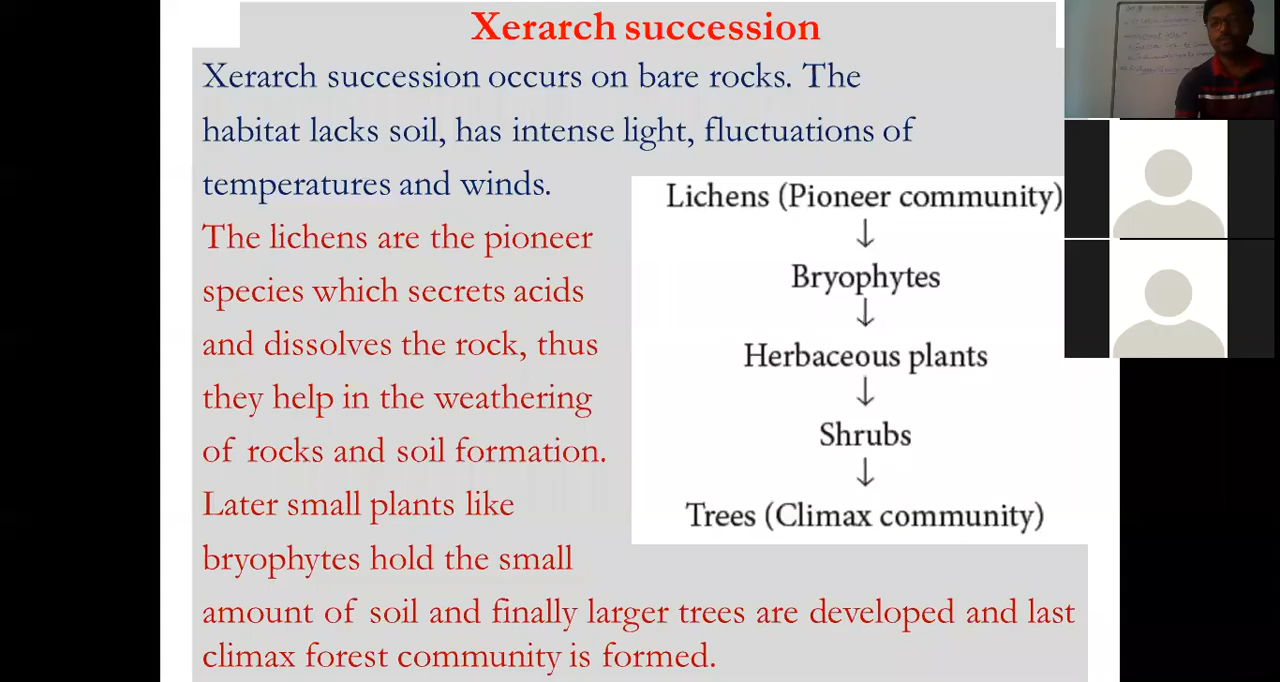 Xerarch succession
Xerarch succession occurs on bare rocks. The
habitat lacks soil, has intense light, fluctuations of
temperatures and winds.
The lichens are the pioneer
species which secrets acids
and dissolves the rock, thus
they help in the weathering
of rocks and soil formation.
Later small plants like
bryophytes hold the small
amount of soil and finally larger trees are developed and last
climax forest community is formed.
Lichens (Pioneer community)
↓
Bryophytes
↓
Herbaceous plants
↓
Shrubs
↓
Trees (Climax community)